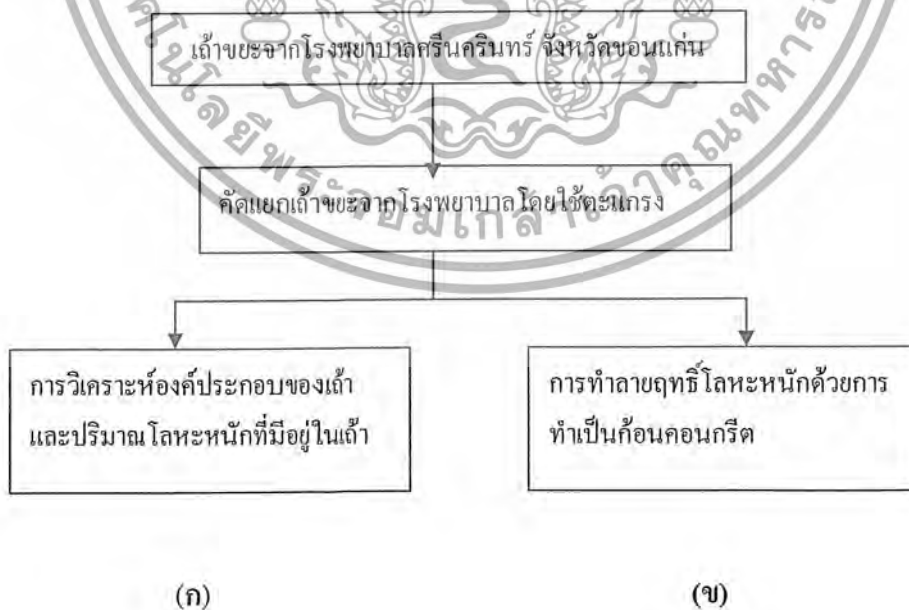 เถ้าขยะจากโรงพยาบาลศรีนครินทร์ จังหวัดขอนแก่น
คัดแยกเถ้าขยะจากโรงพยาบาลโดยใช้ตะแกรง
การวิเคราะห์องค์ประกอบของเถ้า
และปริมาณโลหะหนักที่มีอยู่ในเถ้า
การทำลายฤทธิ์โลหะหนักด้วยการ
ทำเป็นก้อนคอนกรีต
(ก)
(ข)